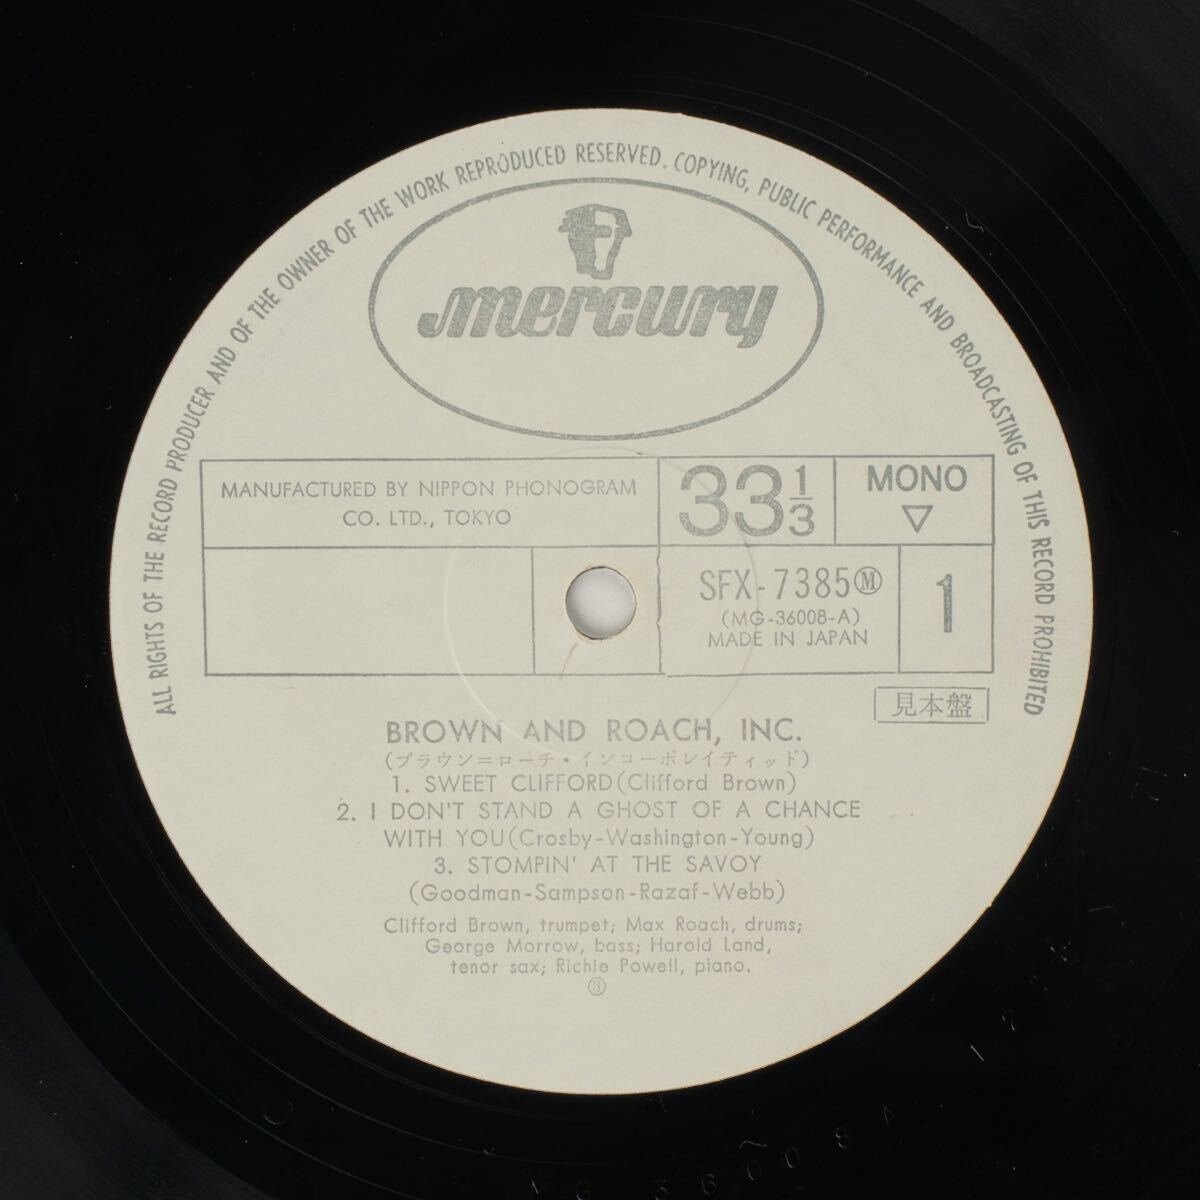 ALL RIGHTS OF THE RECORD PRODUCER AND OF THE OWNER OF THE WORK REPRODUCED RESERVED. COPYING, PUBLIC PERFORMANCE AND BROADCASTING OF THIS RECORD PROHIBITED
mercury
MANUFACTURED BY NIPPON PHONOGRAM
CO. LTD., TOKYO
33 1/3
MONO
▽
SFX-7385Ⓜ
(MG-36008-A)
MADE IN JAPAN
1
見本盤
BROWN AND ROACH, INC.
(ブラウン=ローチ・インコーポレイティッド)
1. SWEET CLIFFORD(Clifford Brown)
2. I DON'T STAND A GHOST OF A CHANCE
WITH YOU(Crosby-Washington-Young)
3. STOMPIN' AT THE SAVOY
(Goodman-Sampson-Razaf-Webb)
Clifford Brown, trumpet; Max Roach, drums;
George Morrow, bass; Harold Land,
tenor sax; Richie Powell, piano.
③